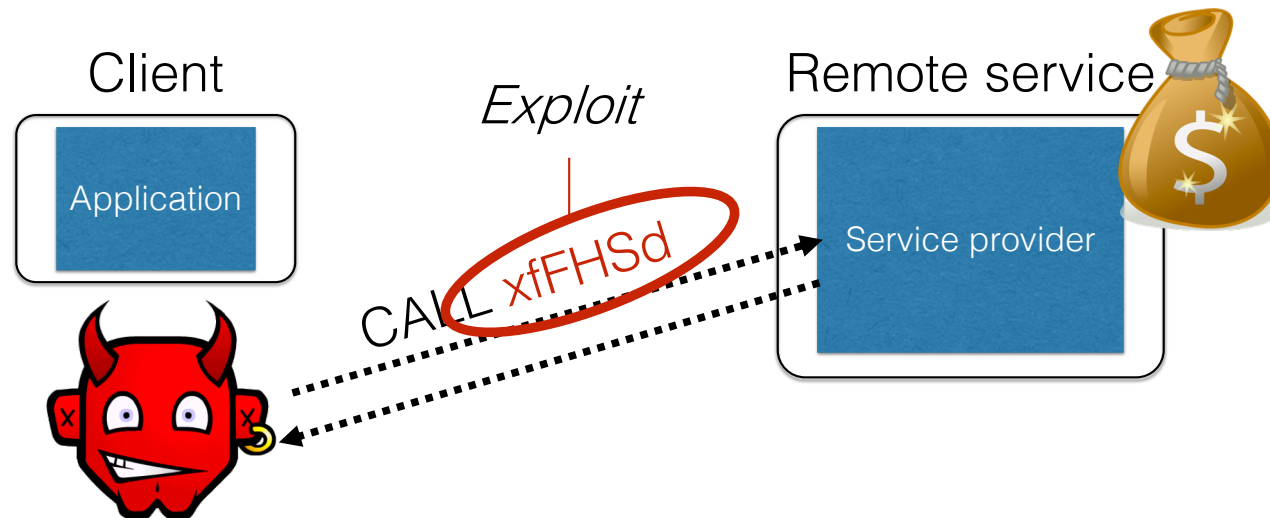 Client
Exploit
Remote service
Application
CALL xfFHSd
Service provider
$
x
x